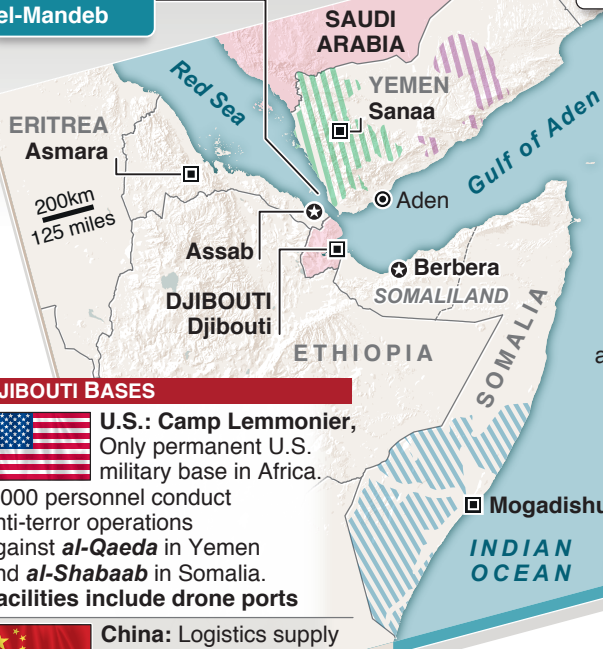 el-Mandeb
SAUDI
ARABIA
Red Sea
YEMEN
Sanaa
ERITREA
Asmara
Gulf of Aden
200km
125 miles
Aden
Assab
Berbera
DJIBOUTI
Djibouti
SOMALILAND
ETHIOPIA
SOMALIA
a
JIBOUTI BASES
U.S.: Camp Lemmonier,
Only permanent U.S.
military base in Africa.
000 personnel conduct
nti-terror operations
gainst al-Qaeda in Yemen
nd al-Shabaab in Somalia.
acilities include drone ports
Mogadishu
INDIAN
OCEAN
China: Logistics supply